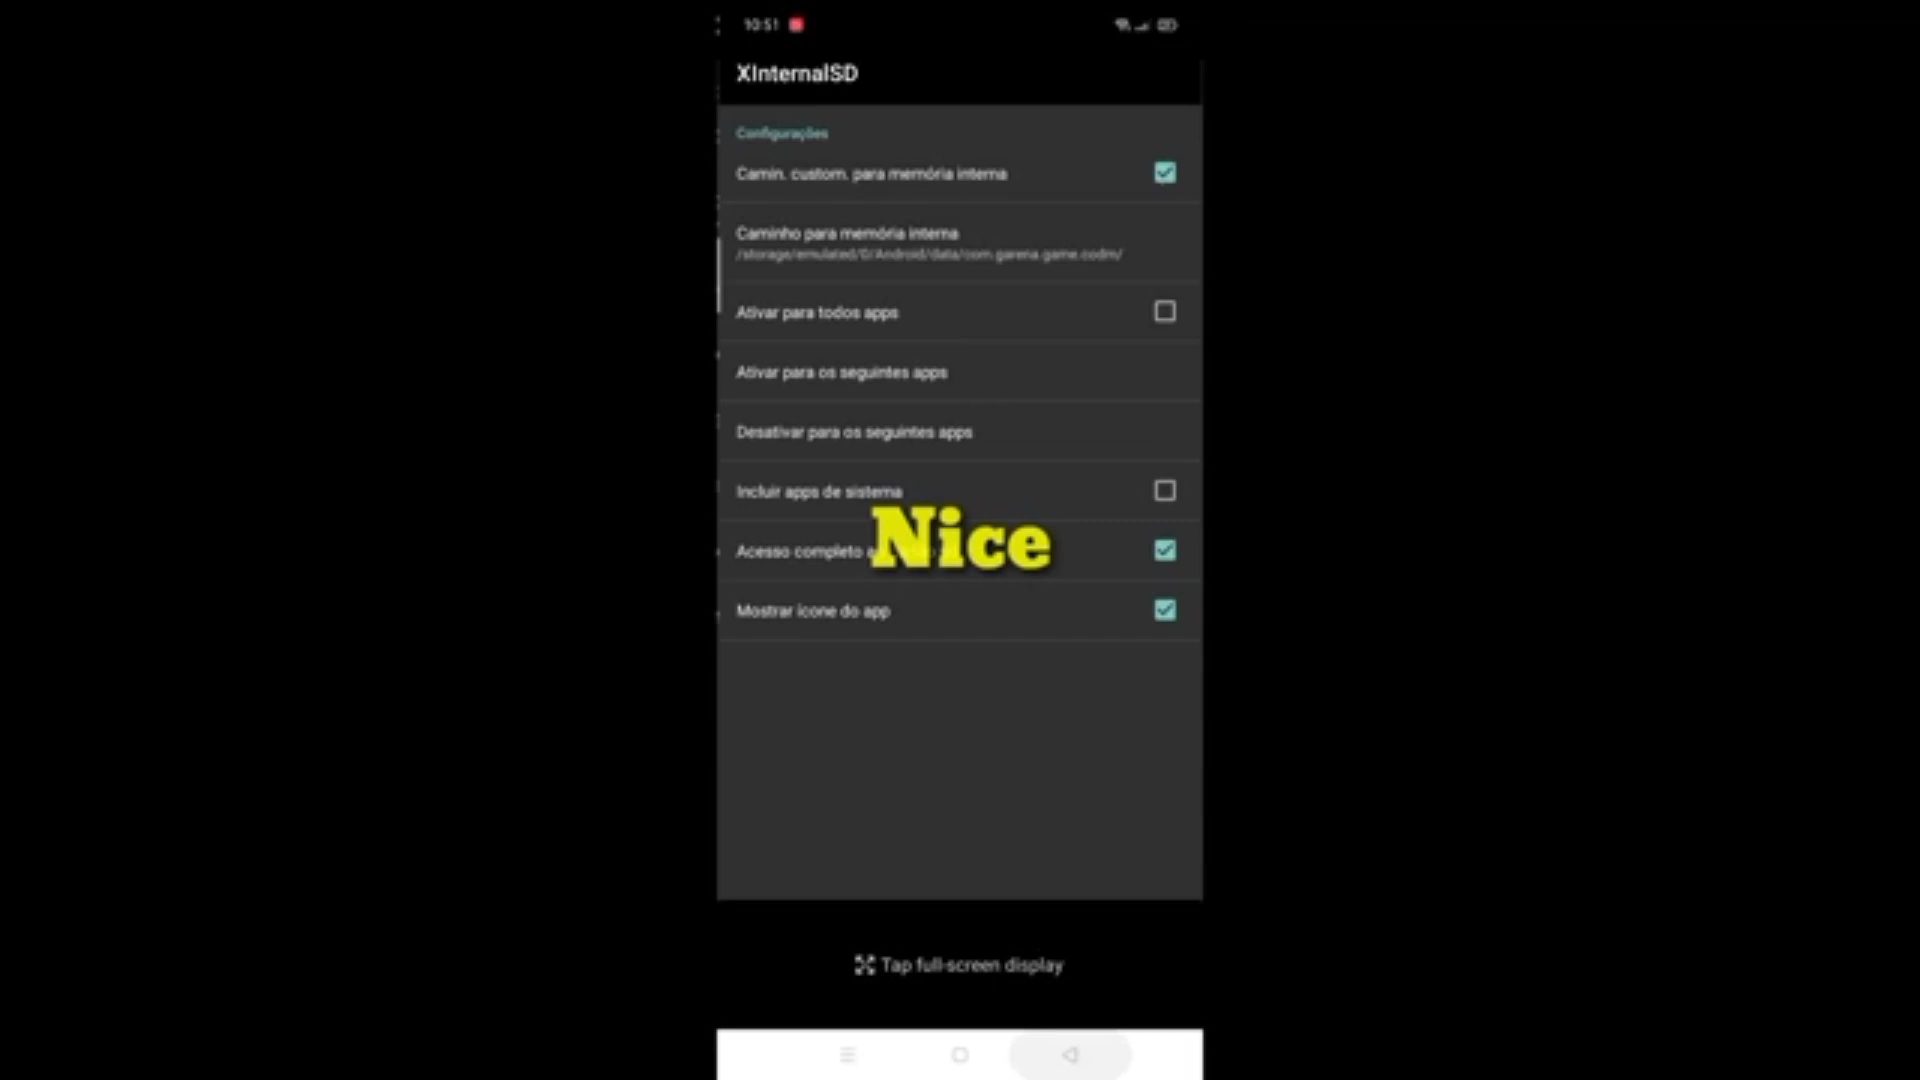 10:51
XInternalSD
Configurações
Camin. custom. para memória interna
Caminho para memória interna
/storage/emulated/0/Android/data/com.garena.game.codm/
Ativar para todos apps
Ativar para os seguintes apps
Desativar para os seguintes apps
Incluir apps de sistema
Nice
Acesso completo
Mostrar ícone do app
Tap full-screen display